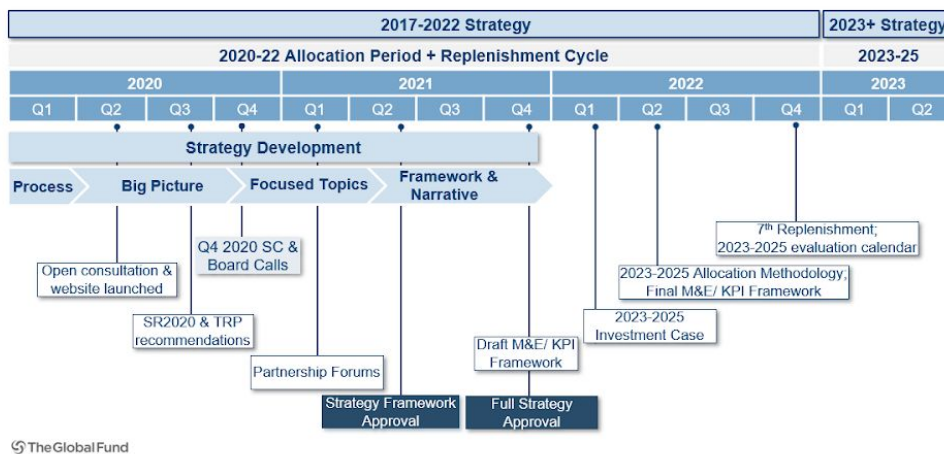 2017-2022 Strategy
2023+ Strategy
2020-22 Allocation Period + Replenishment Cycle
2023-25
2020
2021
2022
2023
Q1
Q2
Q3
Q4
Q1
Q2
Q3
Q4
Q1
Q2
Q3
Q4
Q1
Q2
Strategy Development
Process
Big Picture
Focused Topics
Framework &
Narrative
Open consultation &
website launched
SR2020 & TRP
recommendations
Q4 2020 SC &
Board Calls
Partnership Forums
Strategy Framework
Approval
Draft M&E/ KPI
Framework
Full Strategy
Approval
2023-2025
Investment Case
2023-2025 Allocation Methodology;
Final M&E/ KPI Framework
7th Replenishment;
2023-2025 evaluation calendar
TheGlobalFund